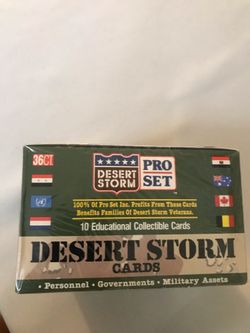 36CT.
DESERT
STORM
PRO
SET
100% Of Pro Set Inc. Profits From These Cards
Benefits Families Of Desert Storm Veterans.
10 Educational Collectible Cards
DESERT STORM
CARDS
• Personnel • Governments • Military Assets